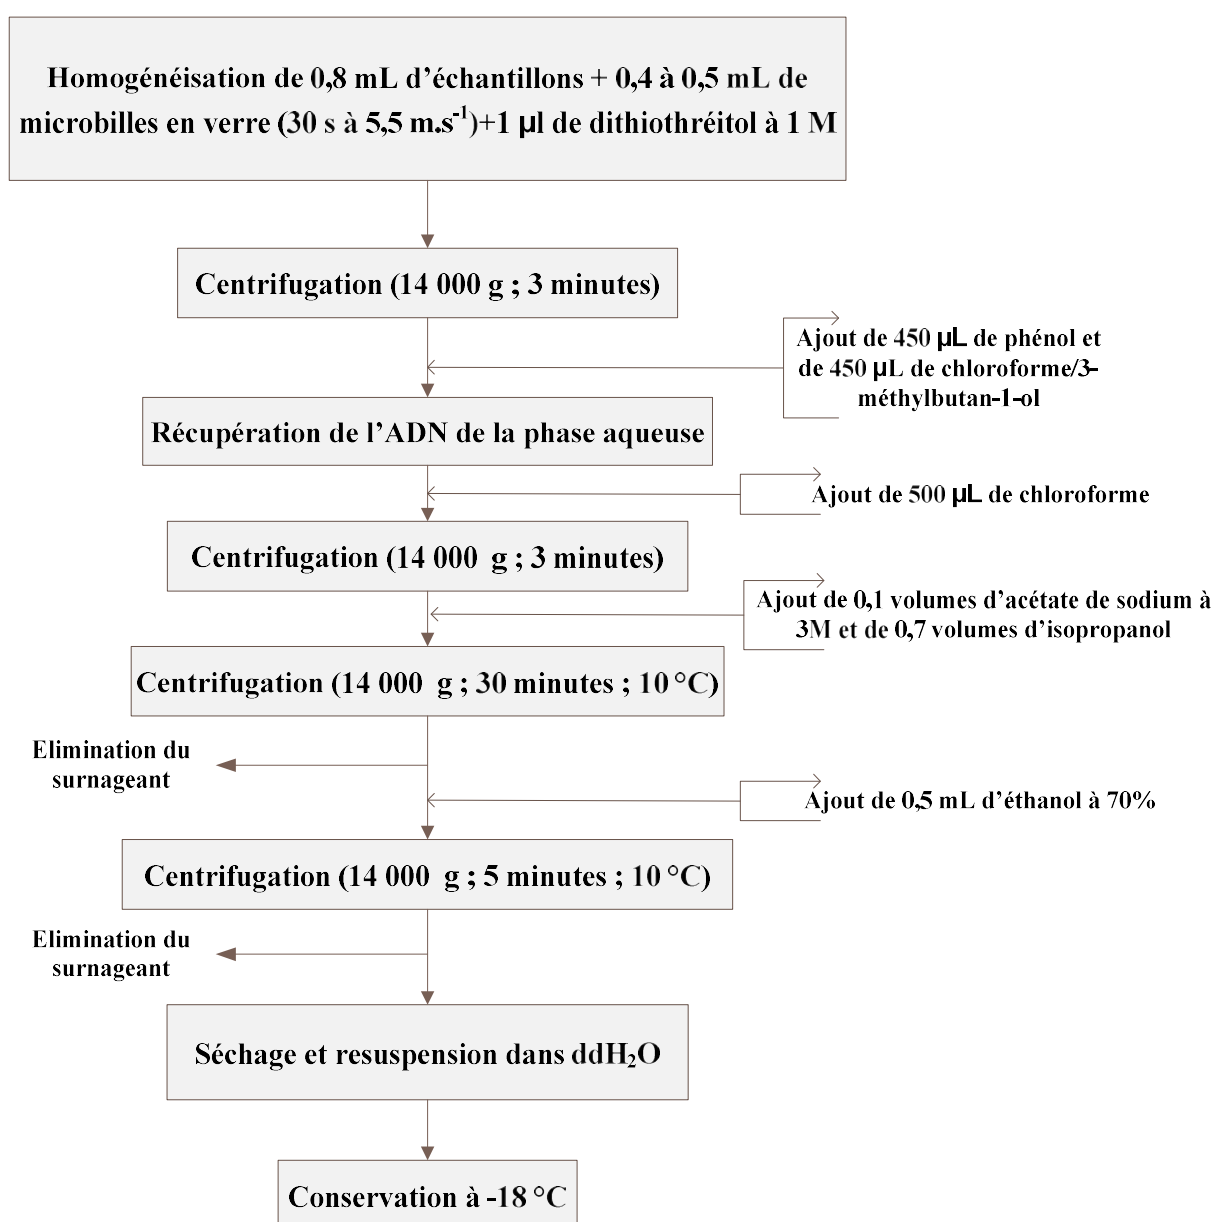 Homogénéisation de 0,8 mL d’échantillons + 0,4 à 0,5 mL de
microbilles en verre (30 s à 5,5 m.s-1)+1 µl de dithiothréitol à 1 M
Centrifugation (14 000 g ; 3 minutes)
Ajout de 450 µL de phénol et
de 450 µL de chloroforme/3-
méthylbutan-1-ol
Récupération de l’ADN de la phase aqueuse
Ajout de 500 µL de chloroforme
Centrifugation (14 000 g ; 3 minutes)
Ajout de 0,1 volumes d’acétate de sodium à
3M et de 0,7 volumes d’isopropanol
Centrifugation (14 000 g ; 30 minutes ; 10 °C)
Elimination du
surnageant
Ajout de 0,5 mL d’éthanol à 70%
Centrifugation (14 000 g ; 5 minutes ; 10 °C)
Elimination du
surnageant
Séchage et resuspension dans ddH₂O
Conservation à -18 °C